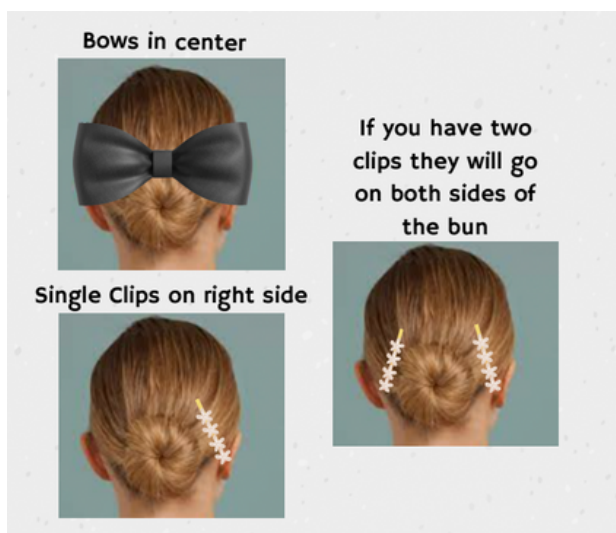 Bows in center
If you have two
clips they will go
on both sides of
the bun
Single Clips on right side